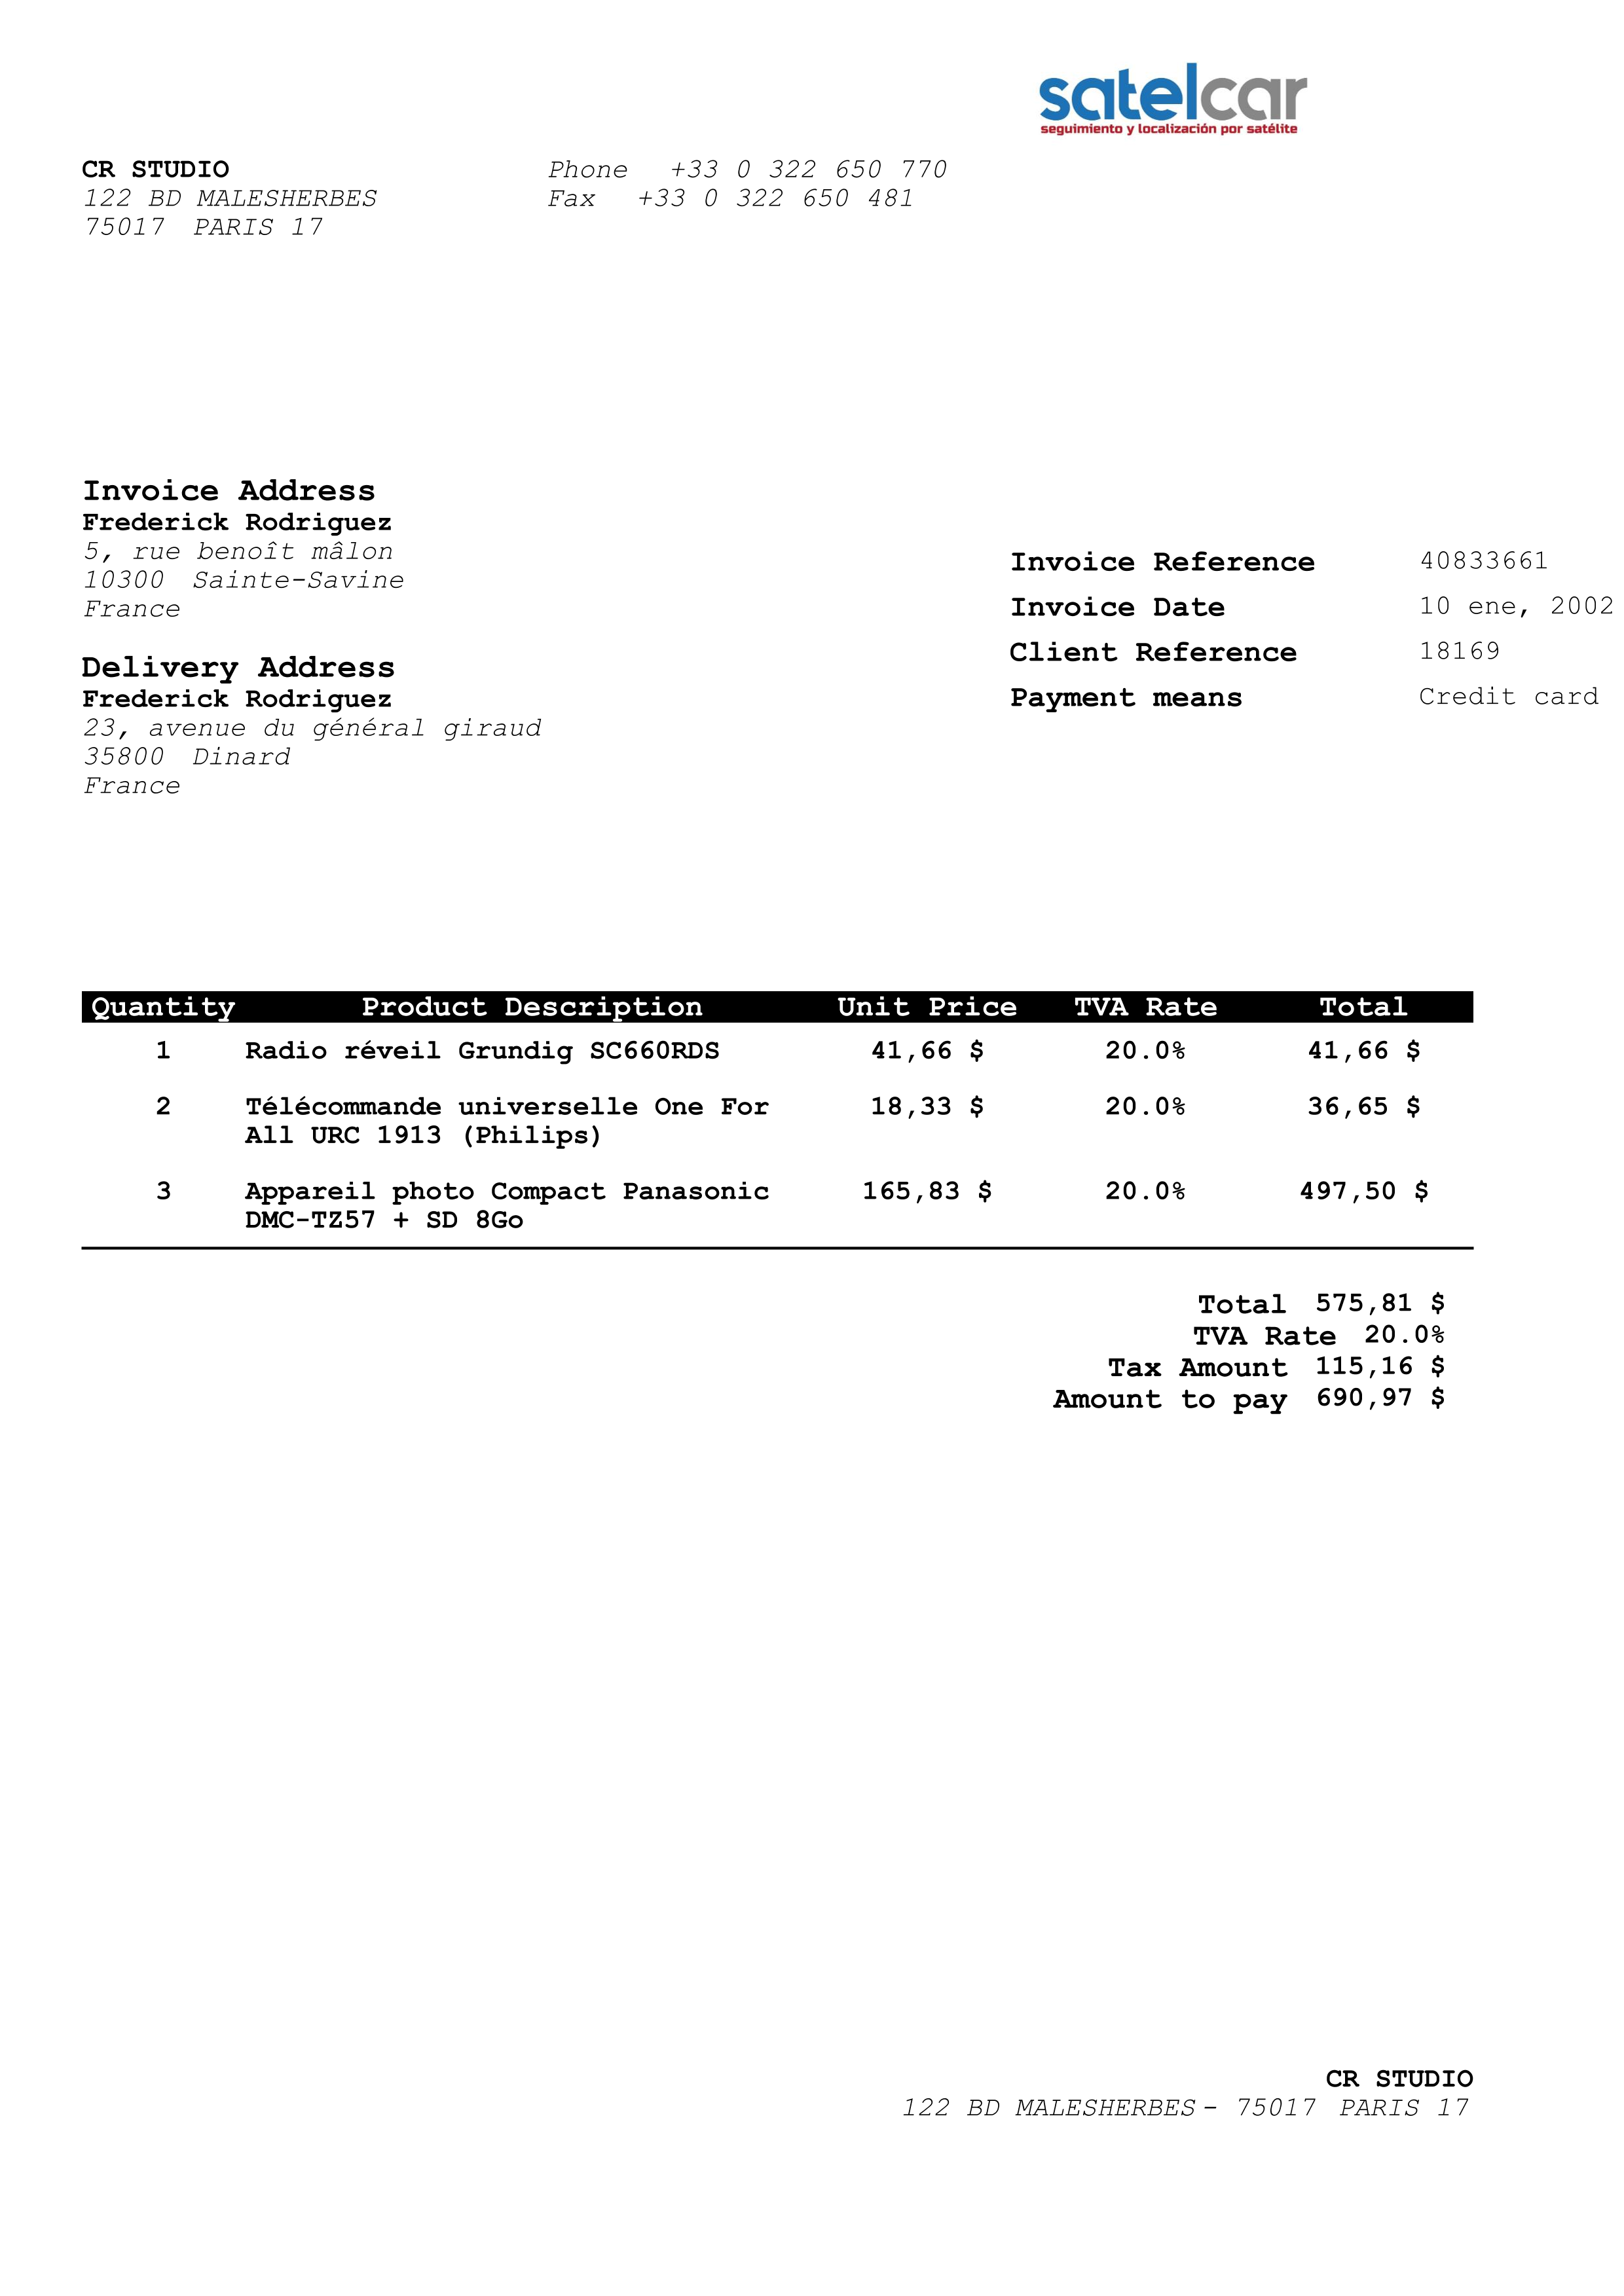 satelcar
seguimiento y localización por satélite
CR STUDIO
122 BD MALESHERBES
75017 PARIS 17
Phone +33 0 322 650 770
Fax +33 0 322 650 481
Invoice Address
Frederick Rodriguez
5, rue benoît mâlon
10300 Sainte-Savine
France
Delivery Address
Frederick Rodriguez
23, avenue du général giraud
35800 Dinard
France
Invoice Reference 40833661
Invoice Date 10 ene, 2002
Client Reference 18169
Payment means Credit card
Quantity Product Description Unit Price TVA Rate Total
1 Radio réveil Grundig SC660RDS 41,66 $ 20.0% 41,66 $
2 Télécommande universelle One For 18,33 $ 20.0% 36,65 $
All URC 1913 (Philips)
3 Appareil photo Compact Panasonic 165,83 $ 20.0% 497,50 $
DMC-TZ57 + SD 8Go
Total 575,81 $
TVA Rate 20.0%
Tax Amount 115,16 $
Amount to pay 690,97 $
CR STUDIO
122 BD MALESHERBES - 75017 PARIS 17